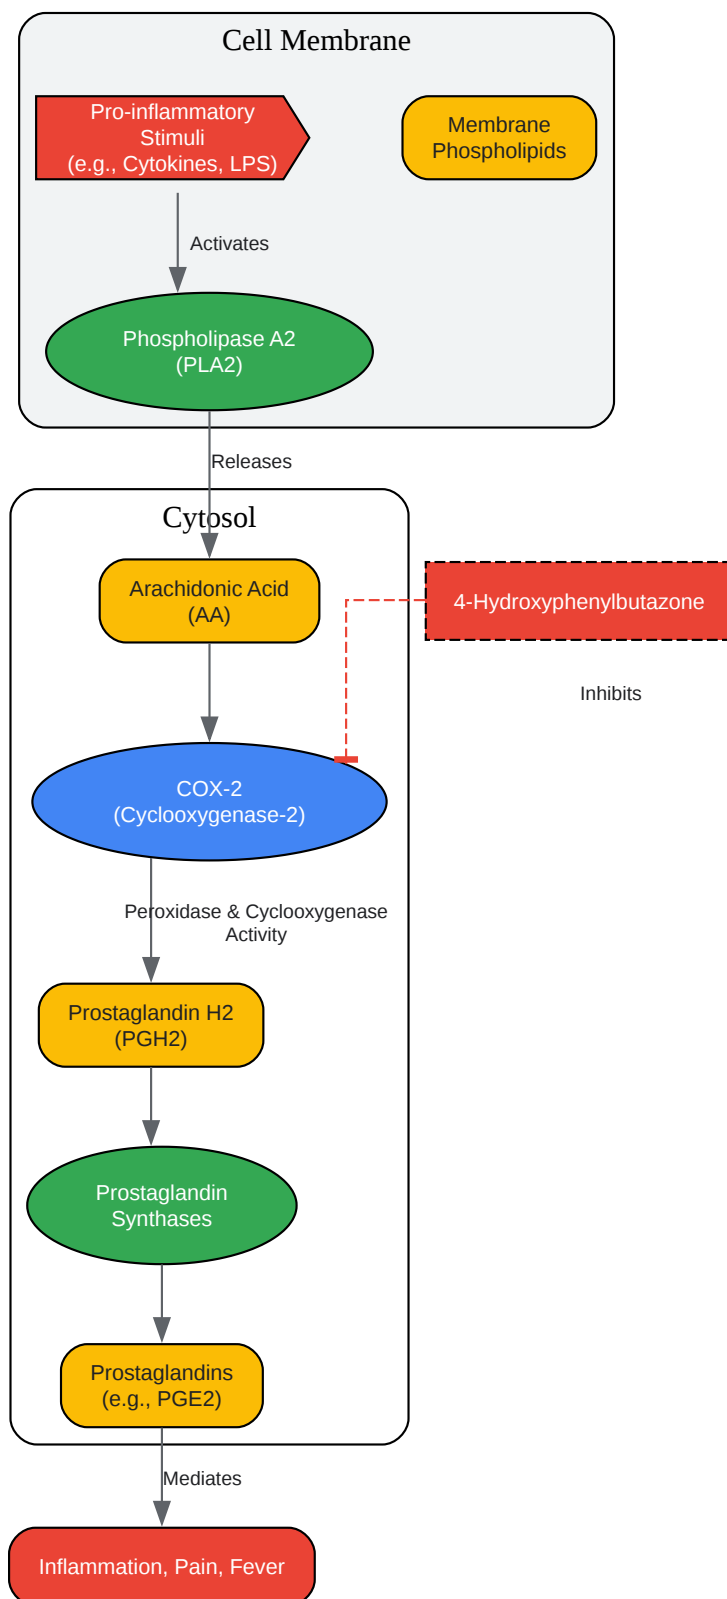 Cell Membrane
Pro-inflammatory
Stimuli
(e.g., Cytokines, LPS)
Membrane
Phospholipids
Activates
Phospholipase A2
(PLA2)
Releases
Cytosol
Arachidonic Acid
(AA)
4-Hydroxyphenylbutazone
Inhibits
COX-2
(Cyclooxygenase-2)
Peroxidase & Cyclooxygenase
Activity
Prostaglandin H2
(PGH2)
Prostaglandin
Synthases
Prostaglandins
(e.g., PGE2)
Mediates
Inflammation, Pain, Fever